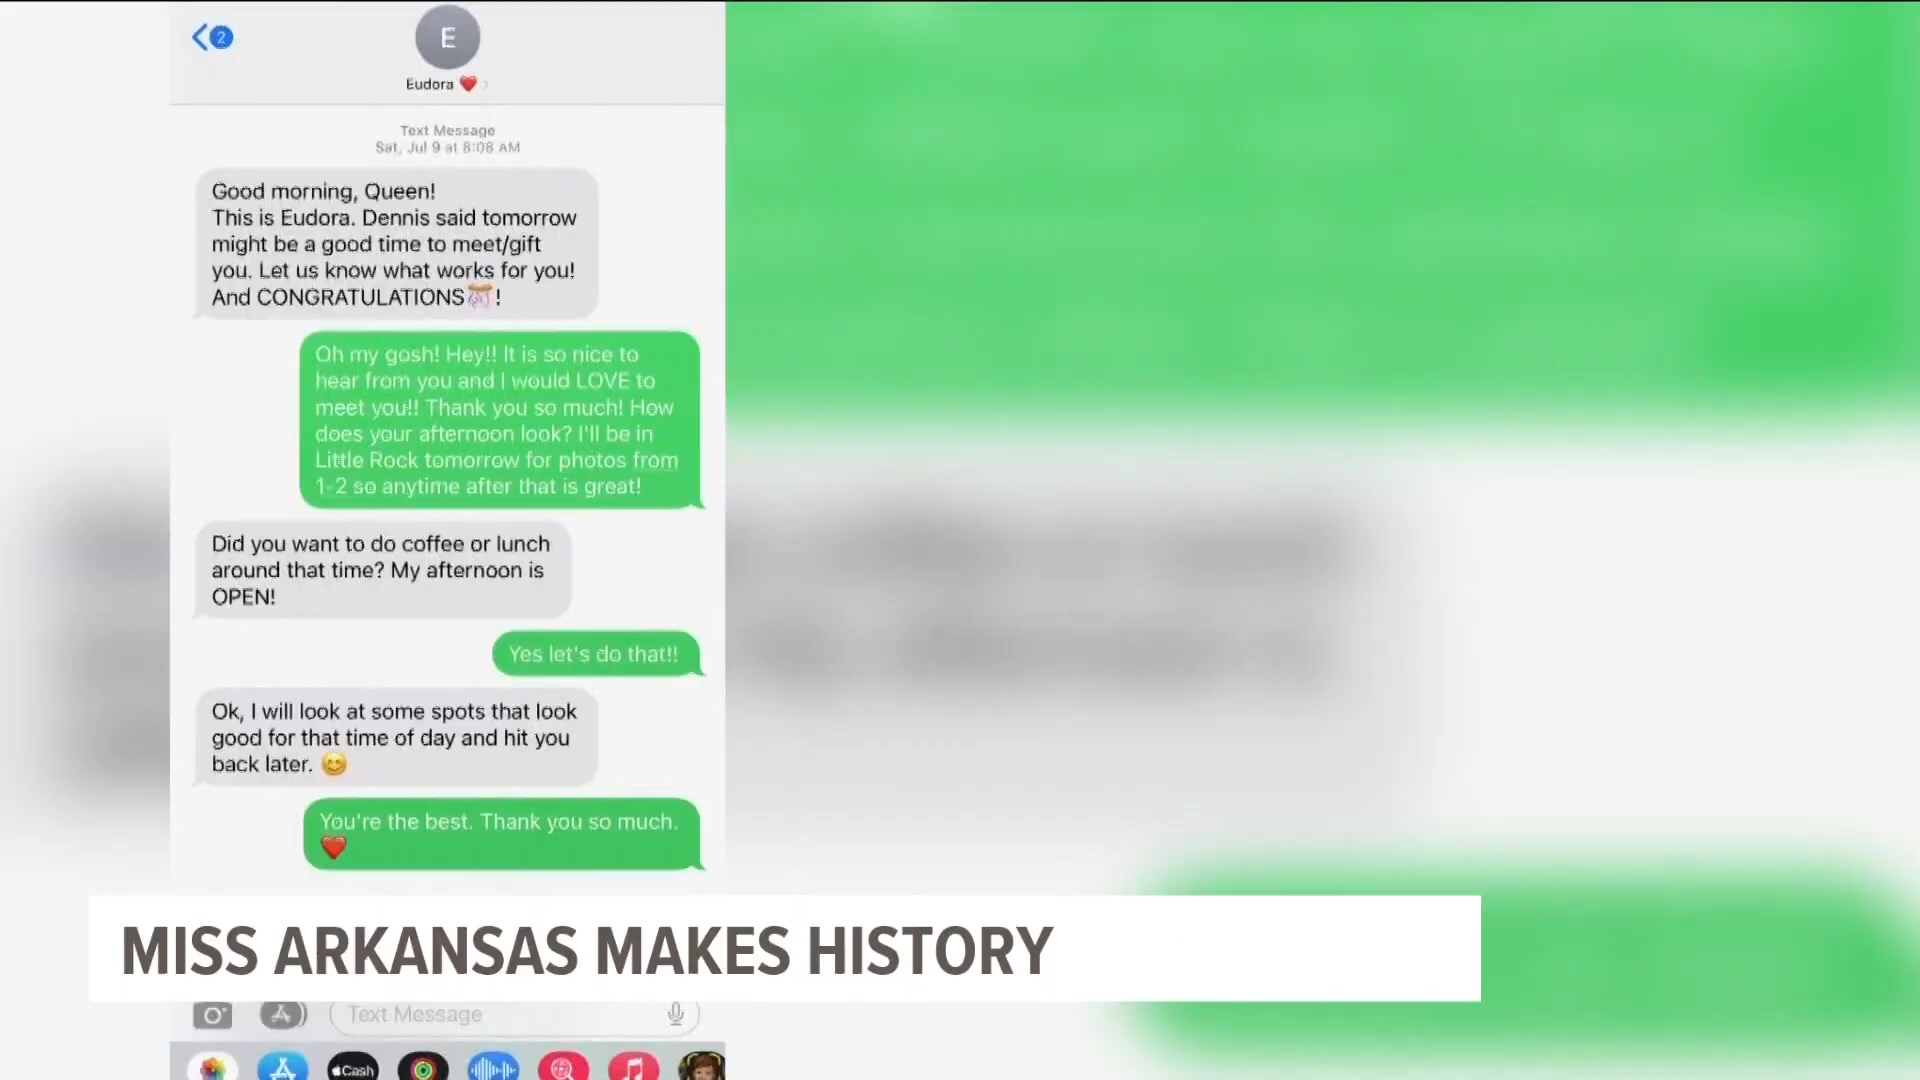 2
E
Eudora ❤️
Text Message
Sat, Jul 9 at 8:08 AM
Good morning, Queen!
This is Eudora. Dennis said tomorrow
might be a good time to meet/gift
you. Let us know what works for you!
And CONGRATULATIONS🎊!
Oh my gosh! Hey!! It is so nice to
hear from you and I would LOVE to
meet you!! Thank you so much! How
does your afternoon look? I'll be in
Little Rock tomorrow for photos from
1-2 so anytime after that is great!
Did you want to do coffee or lunch
around that time? My afternoon is
OPEN!
Yes let's do that!!
Ok, I will look at some spots that look
good for that time of day and hit you
back later. 😊
You're the best. Thank you so much.
❤️
MISS ARKANSAS MAKES HISTORY
Text Message
Cash